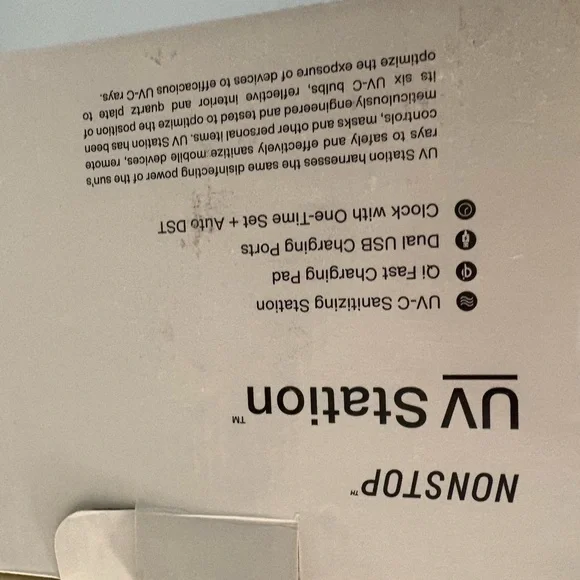 NONSTOP™
UV Station™
UV-C Sanitizing Station
Qi Fast Charging Pad
Dual USB Charging Ports
Clock with One-Time Set + Auto DST
UV Station harnesses the same disinfecting power of the sun's
rays to safely and effectively sanitize mobile devices, remote
controls, masks and other personal items. UV Station has been
meticulously engineered and tested to optimize the position of
its six UV-C bulbs, reflective interior and quartz plate to
optimize the exposure of devices to efficacious UV-C rays.